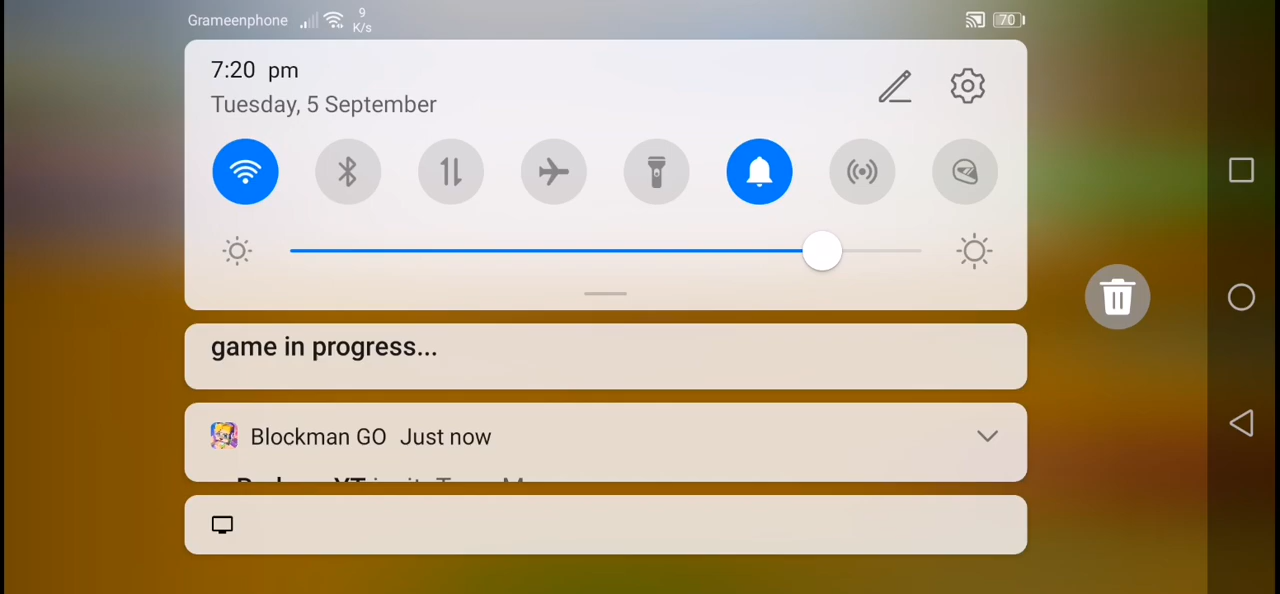 Grameenphone
9
K/s
70
7:20 pm
Tuesday, 5 September
game in progress...
Blockman GO Just now